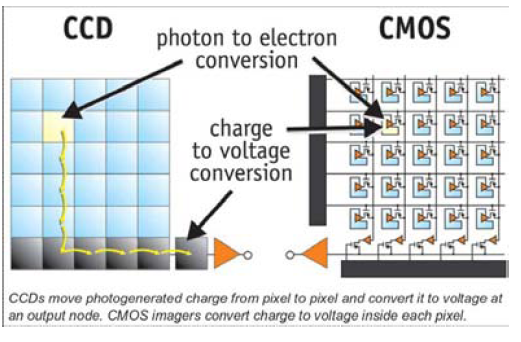 CCD
CMOS
photon to electron
conversion
charge
to voltage
conversion
CCDs move photogenerated charge from pixel to pixel and convert it to voltage at
an output node. CMOS imagers convert charge to voltage inside each pixel.